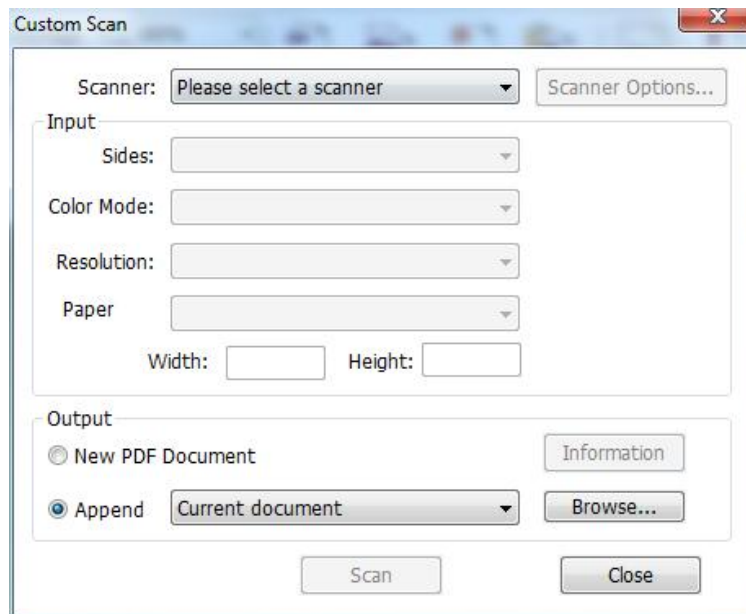 Custom Scan
Scanner: Please select a scanner Scanner Options...
Input
Sides:
Color Mode:
Resolution:
Paper
Width: Height:
Output
New PDF Document Information
Append Current document Browse...
Scan Close